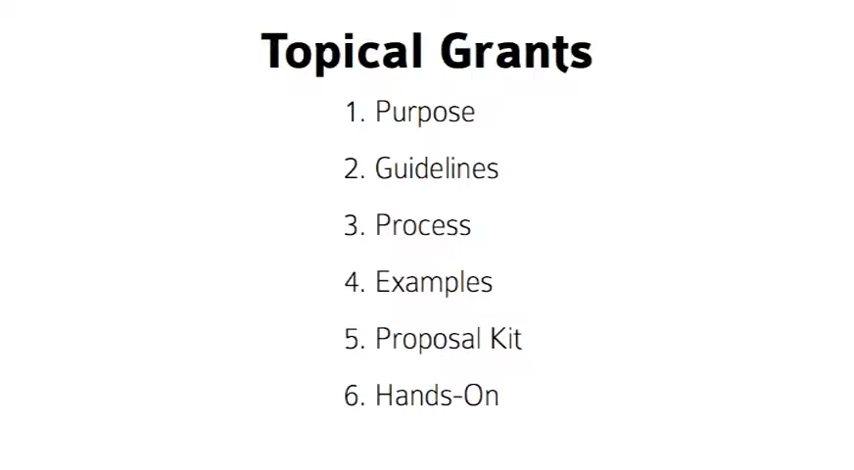 Topical Grants
1. Purpose
2. Guidelines
3. Process
4. Examples
5. Proposal Kit
6. Hands-On